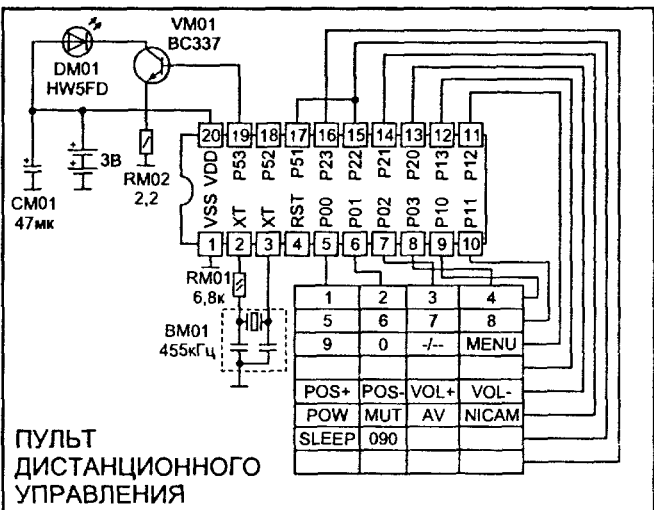 VM01
BC337
DM01
HW5FD
3В
CM01
47мк
RM02
2,2
20 19 18 17 16 15 14 13 12 11
VDD P53 P52 P51 P23 P22 P21 P20 P13 P12
VSS XT XT RST P00 P01 P02 P03 P10 P11
1 2 3 4 5 6 7 8 9 10
RM01
6,8к
BM01
455кГц
1 2 3 4
5 6 7 8
9 0 -/-- MENU
POS+ POS- VOL+ VOL-
POW MUT AV NICAM
SLEEP 090
ПУЛЬТ
ДИСТАНЦИОННОГО
УПРАВЛЕНИЯ